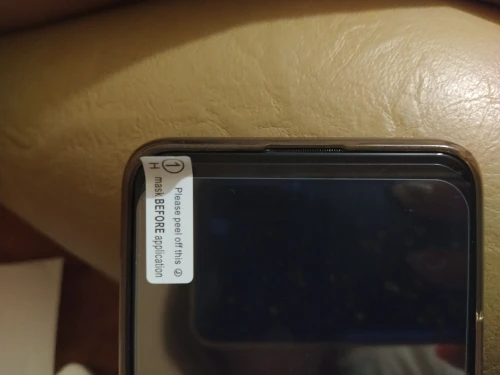 ① Please peel off this ②
H mask BEFORE application